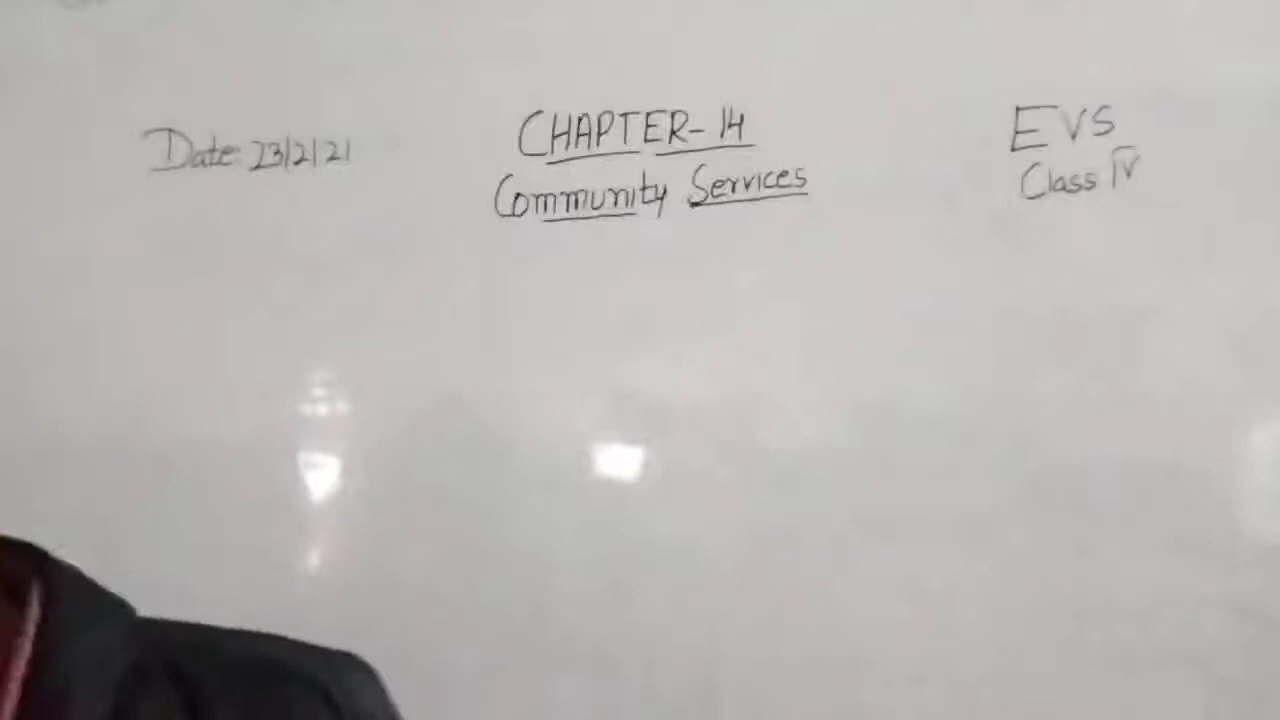 Date 23/2/21
CHAPTER-14
Community Services
EVS
Class IV